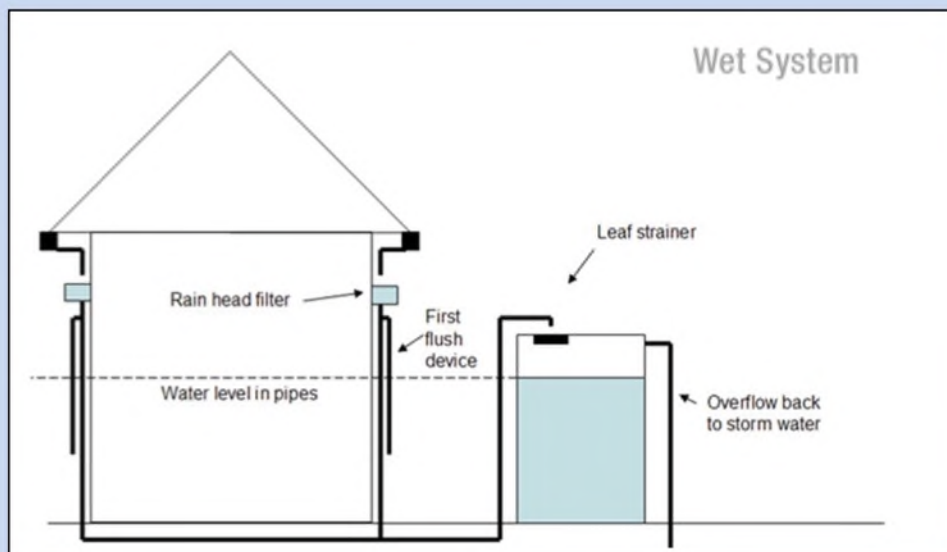 Wet System
Leaf strainer
Rain head filter
First
flush
device
Water level in pipes
Overflow back
to storm water